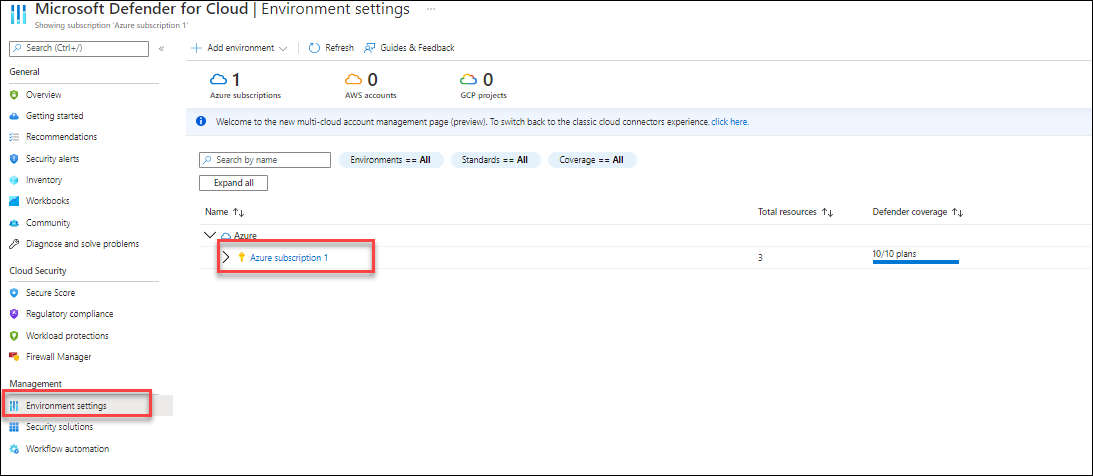 Microsoft Defender for Cloud | Environment settings ...
Showing subscription 'Azure subscription 1'
Search (Ctrl+/) «
Add environment Refresh Guides & Feedback
General
Overview
Getting started
Recommendations
Security alerts
Inventory
Workbooks
Community
Diagnose and solve problems
Cloud Security
Secure Score
Regulatory compliance
Workload protections
Firewall Manager
Management
Environment settings
Security solutions
Workflow automation
1
Azure subscriptions
0
AWS accounts
0
GCP projects
Welcome to the new multi-cloud account management page (preview). To switch back to the classic cloud connectors experience, click here.
Search by name Environments == All Standards == All Coverage == All
Expand all
Name ↑↓ Total resources ↑↓ Defender coverage ↑↓
Azure
Azure subscription 1 3 10/10 plans